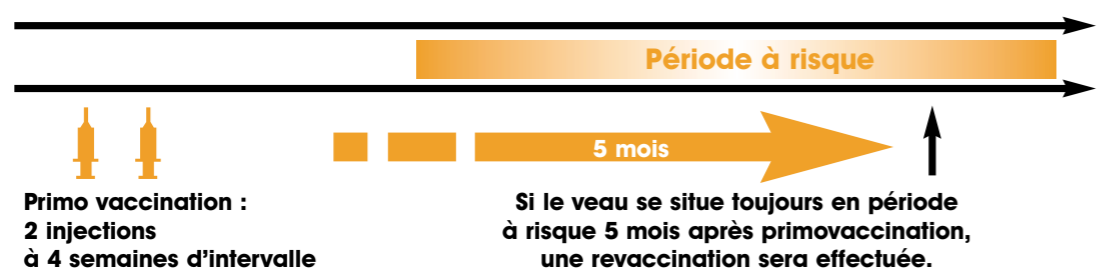 Période à risque
5 mois
Primo vaccination :
2 injections
à 4 semaines d'intervalle
Si le veau se situe toujours en période
à risque 5 mois après primovaccination,
une revaccination sera effectuée.